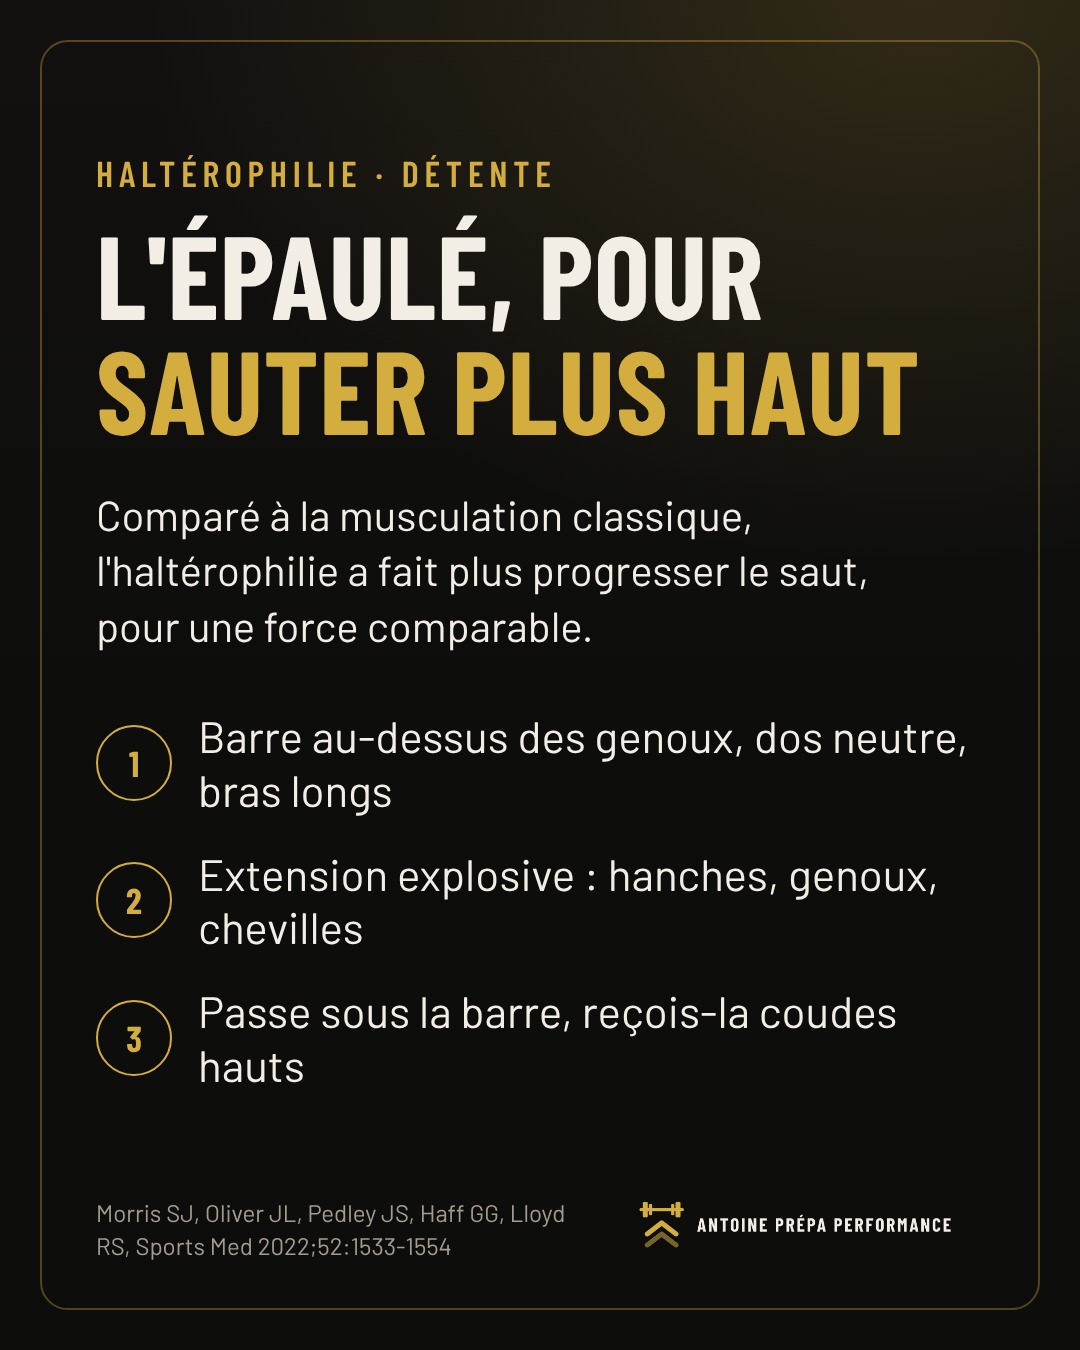 HALTÉROPHILIE · DÉTENTE
L'ÉPAULÉ, POUR
SAUTER PLUS HAUT
Comparé à la musculation classique,
l'haltérophilie a fait plus progresser le saut,
pour une force comparable.
1
Barre au-dessus des genoux, dos neutre,
bras longs
2
Extension explosive : hanches, genoux,
chevilles
3
Passe sous la barre, reçois-la coudes
hauts
Morris SJ, Oliver JL, Pedley JS, Haff GG, Lloyd
RS, Sports Med 2022;52:1533-1554
ANTOINE PRÉPA PERFORMANCE